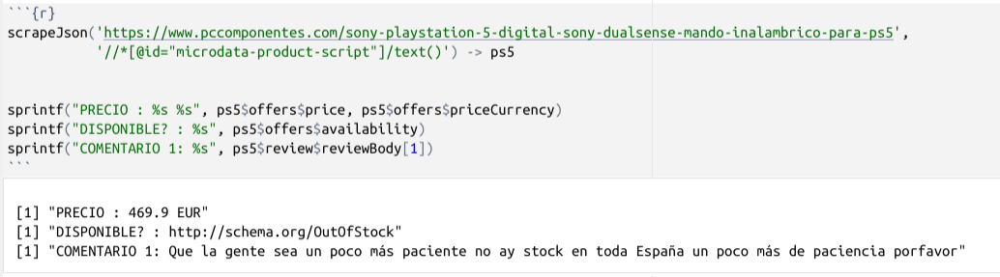 ```{r}
scrapeJson('https://www.pccomponentes.com/sony-playstation-5-digital-sony-dualsense-mando-inalambrico-para-ps5',
'//*[@id="microdata-product-script"]/text()') -> ps5
sprintf("PRECIO : %s %s", ps5$offers$price, ps5$offers$priceCurrency)
sprintf("DISPONIBLE? : %s", ps5$offers$availability)
sprintf("COMENTARIO 1: %s", ps5$review$reviewBody[1])
```
[1] "PRECIO : 469.9 EUR"
[1] "DISPONIBLE? : http://schema.org/OutOfStock"
[1] "COMENTARIO 1: Que la gente sea un poco más paciente no ay stock en toda España un poco más de paciencia porfavor"